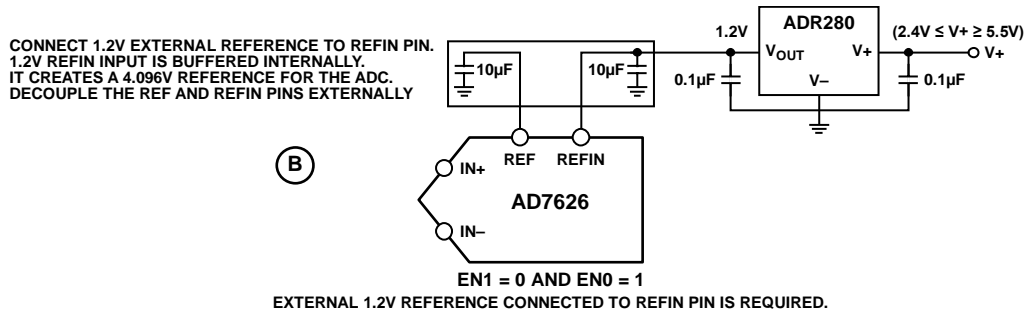 CONNECT 1.2V EXTERNAL REFERENCE TO REFIN PIN.
1.2V REFIN INPUT IS BUFFERED INTERNALLY.
IT CREATES A 4.096V REFERENCE FOR THE ADC.
DECOUPLE THE REF AND REFIN PINS EXTERNALLY
10µF
10µF
1.2V
ADR280
(2.4V ≤ V+ ≥ 5.5V)
VOUT
V+
V+
0.1µF
V–
0.1µF
B
REF
REFIN
IN+
AD7626
IN–
EN1 = 0 AND EN0 = 1
EXTERNAL 1.2V REFERENCE CONNECTED TO REFIN PIN IS REQUIRED.